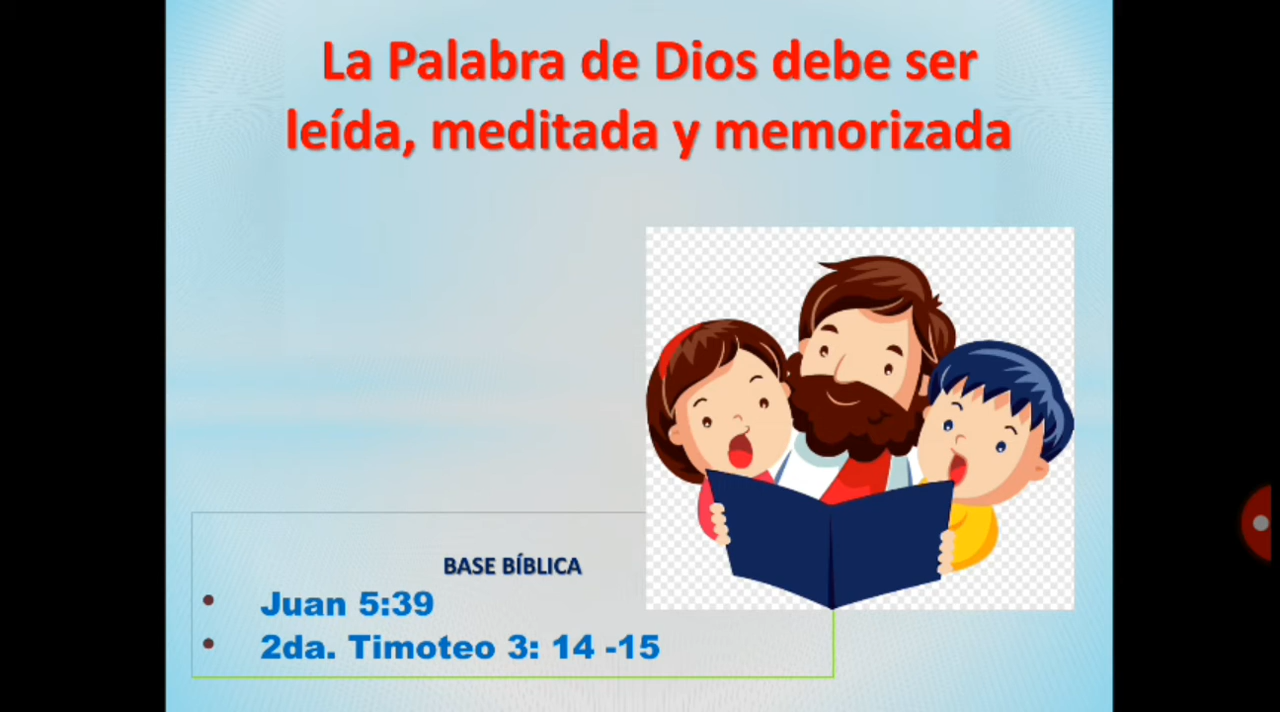 La Palabra de Dios debe ser
leída, meditada y memorizada
BASE BÍBLICA
• Juan 5:39
• 2da. Timoteo 3: 14 -15